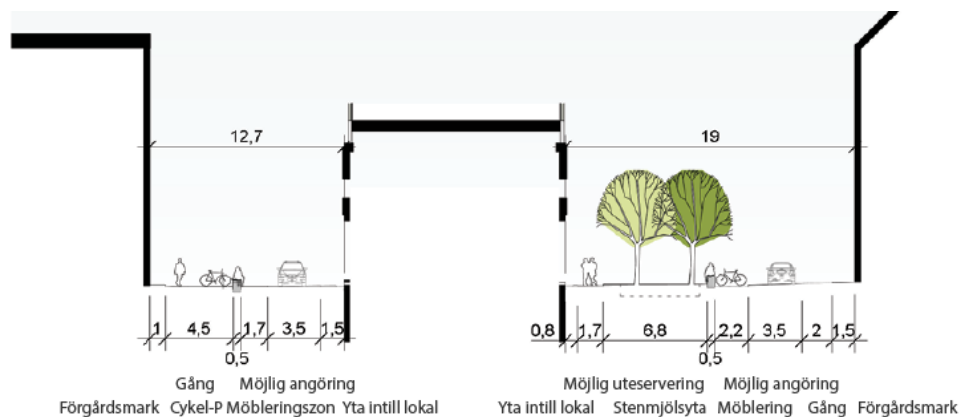 12,7
19
1 4,5 1,7 3,5 1,5
0,8 1,7 6,8 2,2 3,5 2 1,5
0,5
0,5
Gång Möjlig angöring
Förgårdsmark Cykel-P Möbleringszon Yta intill lokal
Möjlig uteservering Möjlig angöring
Yta intill lokal Stenmjölsyta Möblering Gång Förgårdsmark